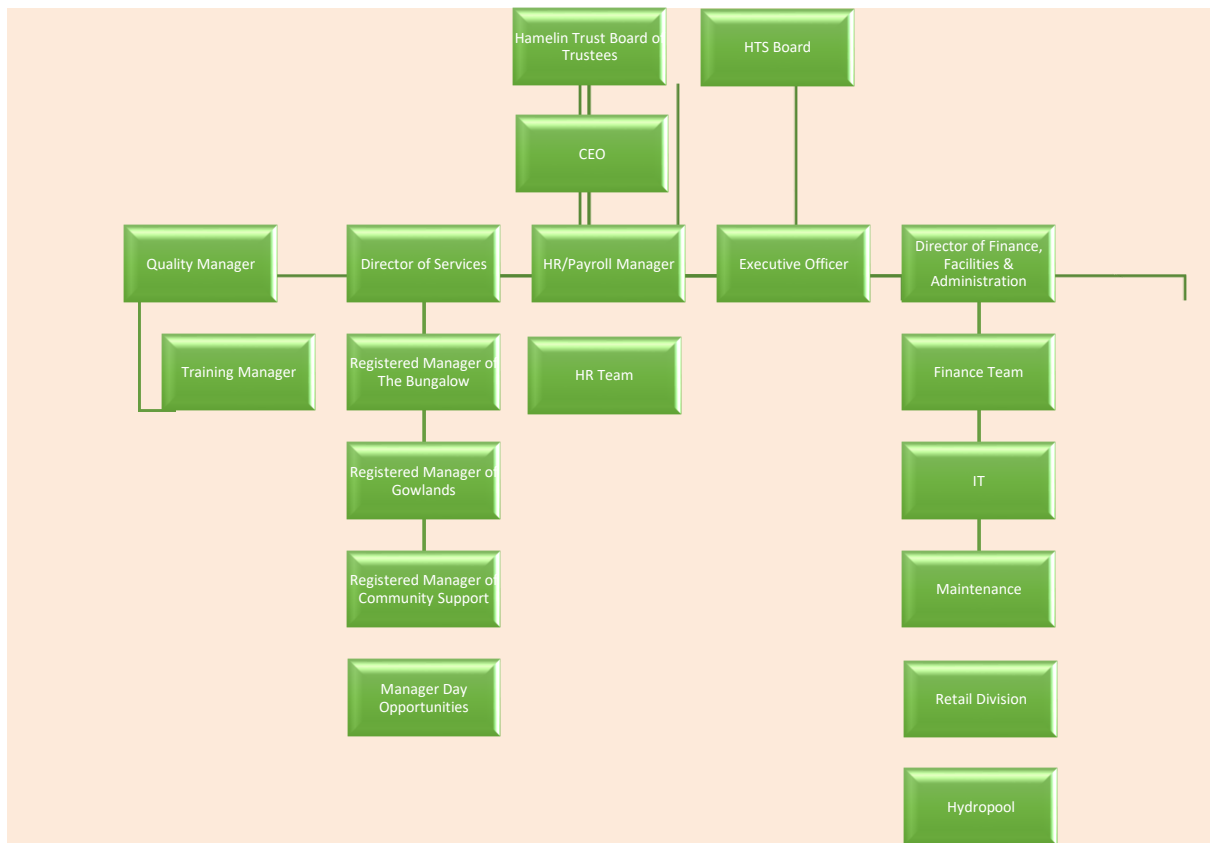 Hamelin Trust Board of
Trustees
HTS Board
CEO
Quality Manager
Director of Services
HR/Payroll Manager
Executive Officer
Director of Finance,
Facilities &
Administration
Training Manager
Registered Manager of
The Bungalow
HR Team
Finance Team
Registered Manager of
Gowlands
IT
Registered Manager of
Community Support
Maintenance
Manager Day
Opportunities
Retail Division
Hydropool